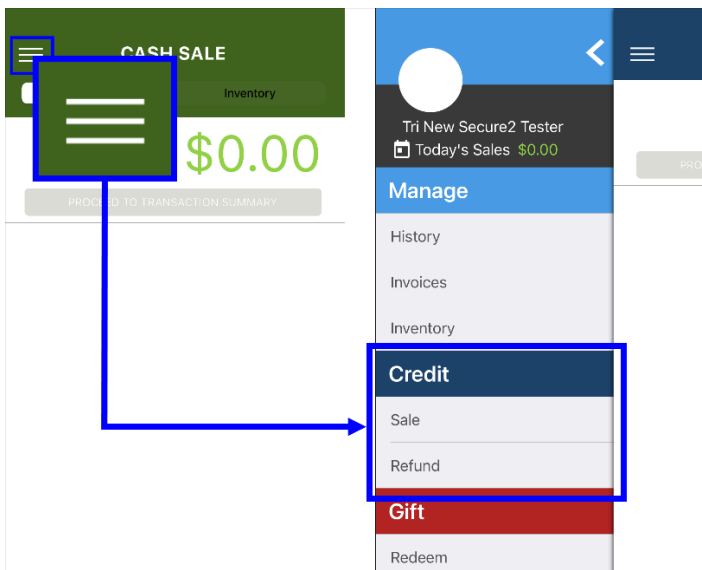 CASH SALE
Inventory
$0.00
PROCEED TO TRANSACTION SUMMARY
Tri New Secure2 Tester
Today's Sales $0.00
Manage
History
Invoices
Inventory
Credit
Sale
Refund
Gift
Redeem
PRO